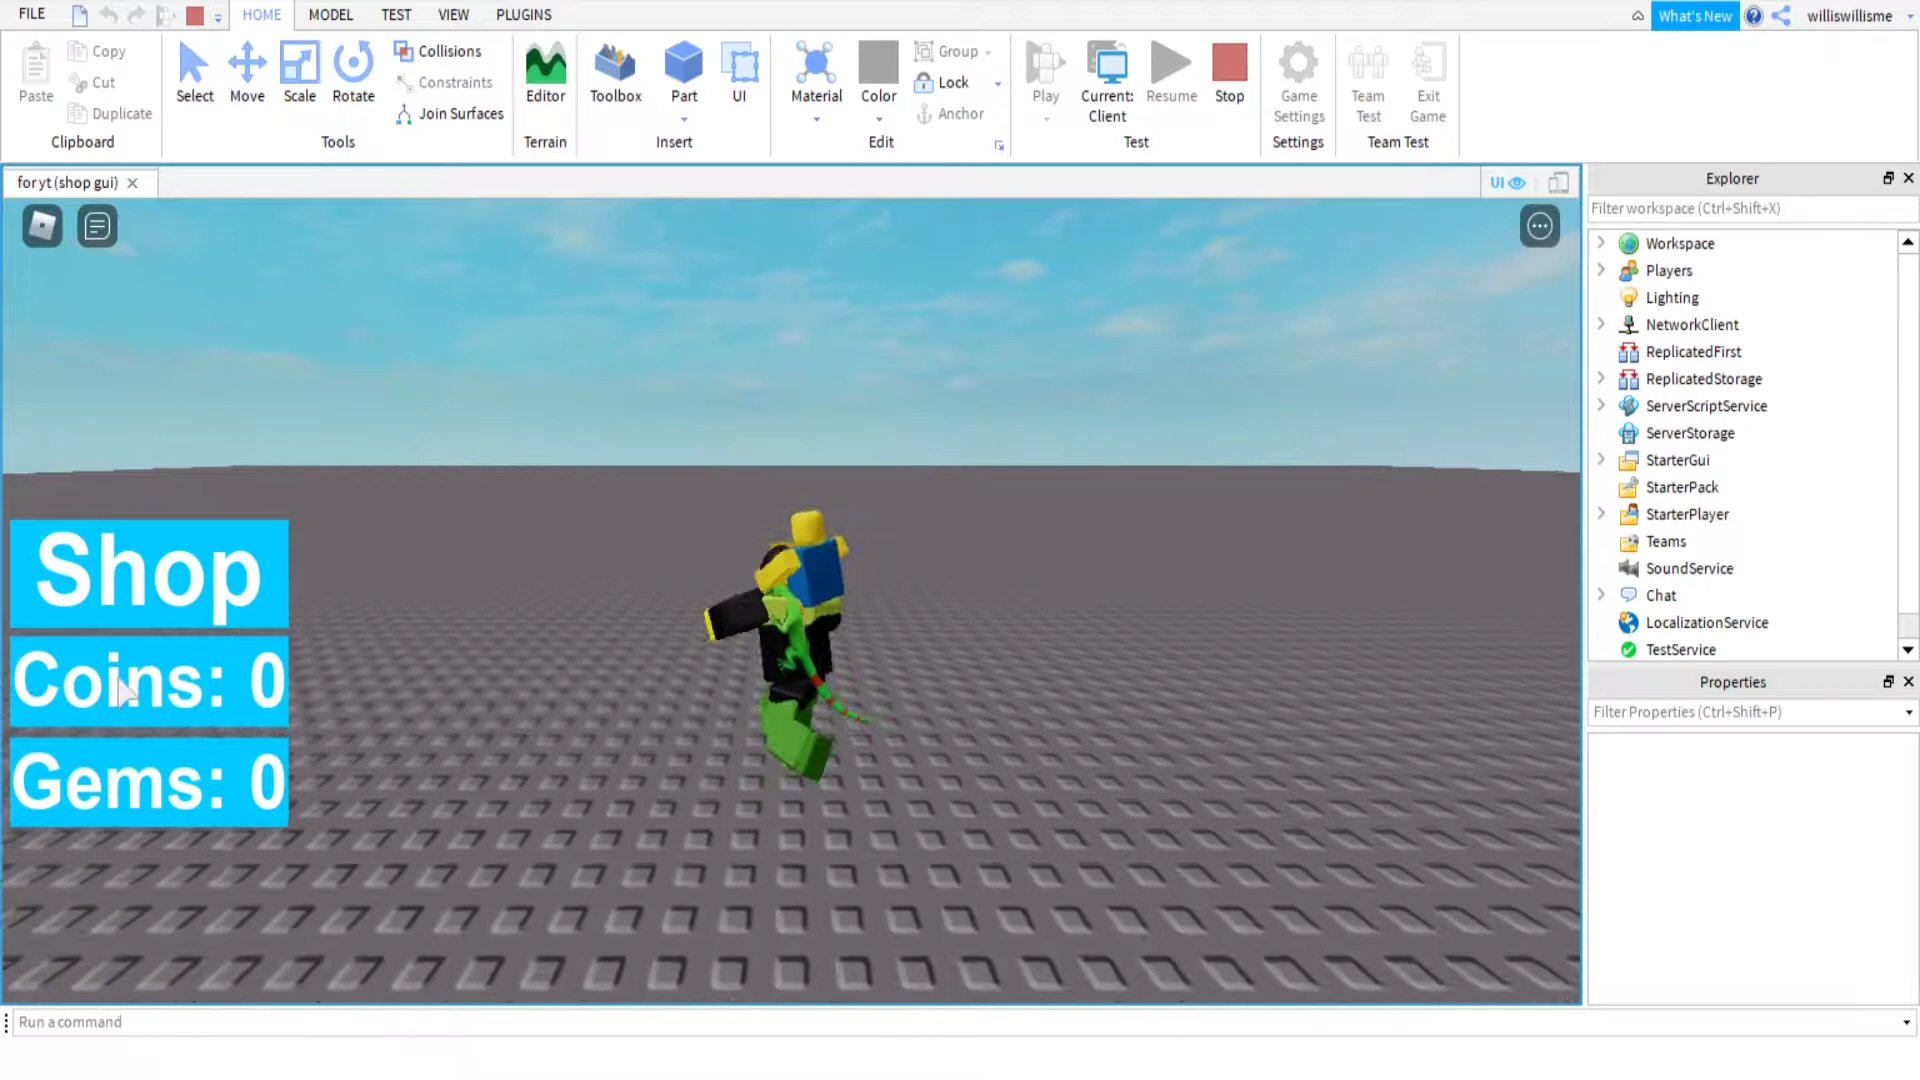 FILE HOME MODEL TEST VIEW PLUGINS What's New williswillisme
Paste Copy Cut Duplicate
Clipboard
Select Move Scale Rotate Collisions Constraints Join Surfaces
Tools
Editor
Terrain
Toolbox Part UI
Insert
Material Color Group Lock Anchor
Edit
Play Current: Client Resume Stop
Test
Game Settings
Settings
Team Test Exit Game
Team Test
for yt (shop gui)
UI
Shop
Coins: 0
Gems: 0
Explorer
Filter workspace (Ctrl+Shift+X)
Workspace
Players
Lighting
NetworkClient
ReplicatedFirst
ReplicatedStorage
ServerScriptService
ServerStorage
StarterGui
StarterPack
StarterPlayer
Teams
SoundService
Chat
LocalizationService
TestService
Properties
Filter Properties (Ctrl+Shift+P)
Run a command